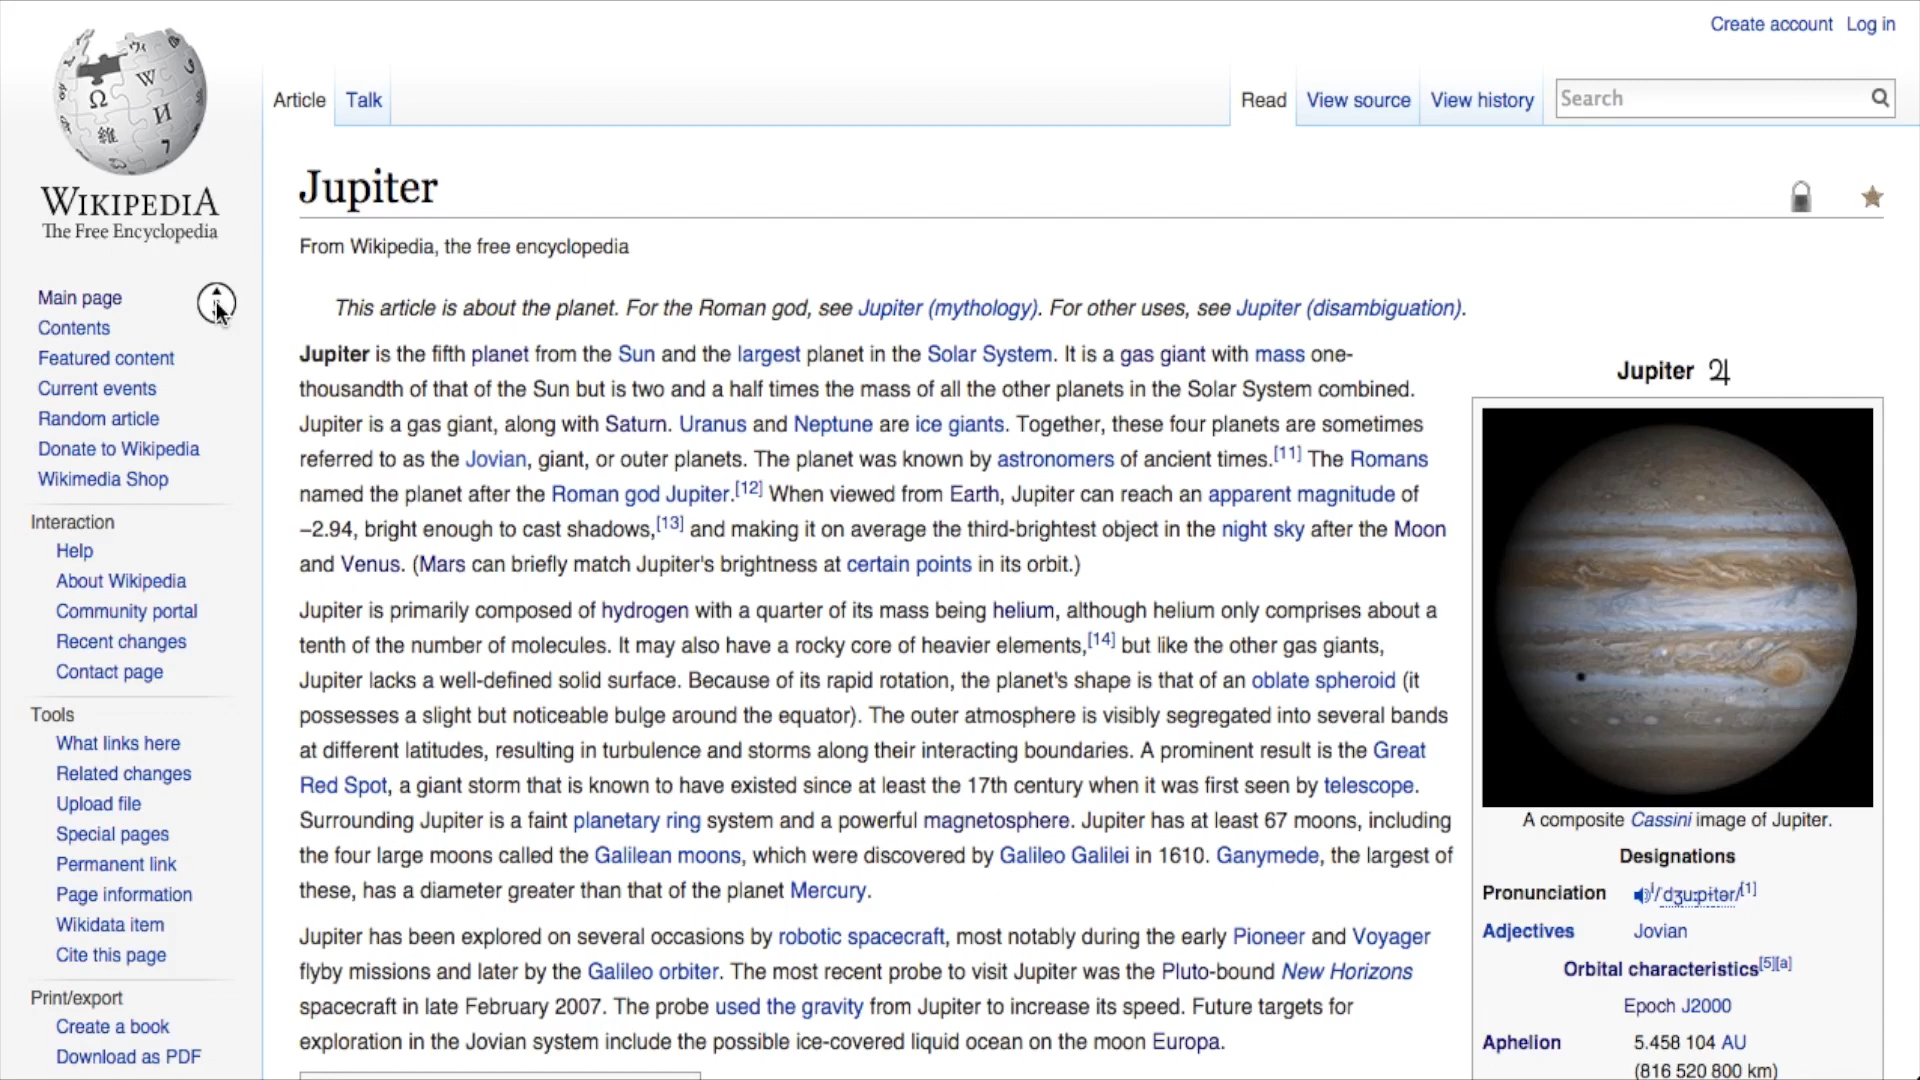 Create account Log in
Article Talk Read View source View history Search
WIKIPEDIA
The Free Encyclopedia
Main page
Contents
Featured content
Current events
Random article
Donate to Wikipedia
Wikimedia Shop
Interaction
Help
About Wikipedia
Community portal
Recent changes
Contact page
Tools
What links here
Related changes
Upload file
Special pages
Permanent link
Page information
Wikidata item
Cite this page
Print/export
Create a book
Download as PDF
Jupiter
From Wikipedia, the free encyclopedia
This article is about the planet. For the Roman god, see Jupiter (mythology). For other uses, see Jupiter (disambiguation).
Jupiter is the fifth planet from the Sun and the largest planet in the Solar System. It is a gas giant with mass one-
thousandth of that of the Sun but is two and a half times the mass of all the other planets in the Solar System combined.
Jupiter is a gas giant, along with Saturn. Uranus and Neptune are ice giants. Together, these four planets are sometimes
referred to as the Jovian, giant, or outer planets. The planet was known by astronomers of ancient times.[11] The Romans
named the planet after the Roman god Jupiter.[12] When viewed from Earth, Jupiter can reach an apparent magnitude of
−2.94, bright enough to cast shadows,[13] and making it on average the third-brightest object in the night sky after the Moon
and Venus. (Mars can briefly match Jupiter's brightness at certain points in its orbit.)
Jupiter is primarily composed of hydrogen with a quarter of its mass being helium, although helium only comprises about a
tenth of the number of molecules. It may also have a rocky core of heavier elements,[14] but like the other gas giants,
Jupiter lacks a well-defined solid surface. Because of its rapid rotation, the planet's shape is that of an oblate spheroid (it
possesses a slight but noticeable bulge around the equator). The outer atmosphere is visibly segregated into several bands
at different latitudes, resulting in turbulence and storms along their interacting boundaries. A prominent result is the Great
Red Spot, a giant storm that is known to have existed since at least the 17th century when it was first seen by telescope.
Surrounding Jupiter is a faint planetary ring system and a powerful magnetosphere. Jupiter has at least 67 moons, including
the four large moons called the Galilean moons, which were discovered by Galileo Galilei in 1610. Ganymede, the largest of
these, has a diameter greater than that of the planet Mercury.
Jupiter has been explored on several occasions by robotic spacecraft, most notably during the early Pioneer and Voyager
flyby missions and later by the Galileo orbiter. The most recent probe to visit Jupiter was the Pluto-bound New Horizons
spacecraft in late February 2007. The probe used the gravity from Jupiter to increase its speed. Future targets for
exploration in the Jovian system include the possible ice-covered liquid ocean on the moon Europa.
Jupiter ♃
A composite Cassini image of Jupiter.
Designations
Pronunciation /ˈdʒuːpɨtər/[1]
Adjectives Jovian
Orbital characteristics[5][a]
Epoch J2000
Aphelion 5.458 104 AU
(816 520 800 km)